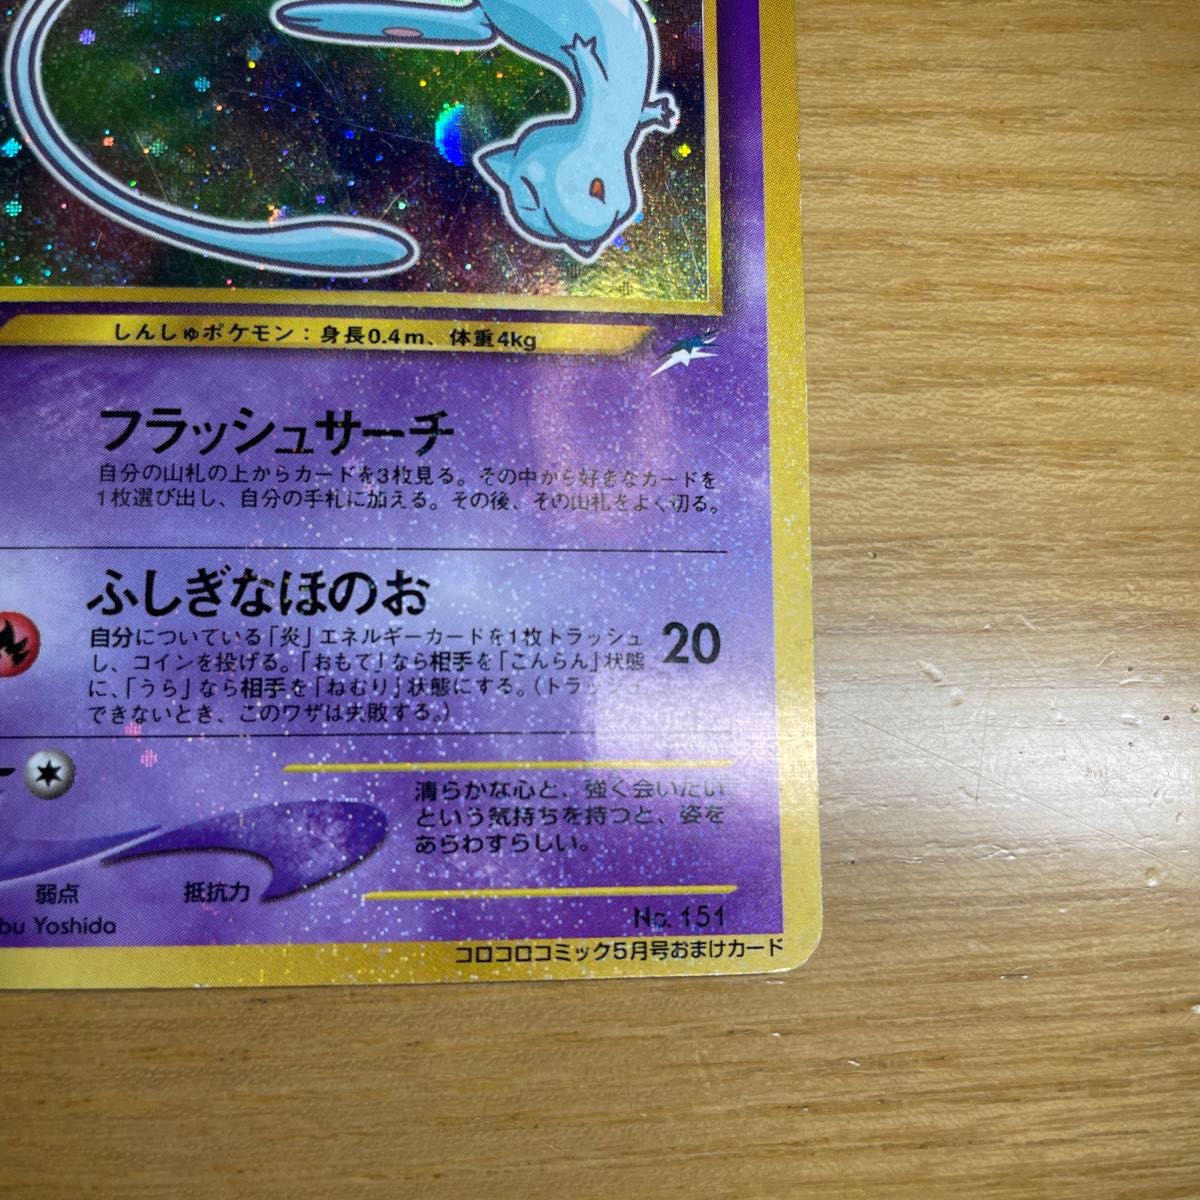 しんしゅポケモン：身長0.4m、体重4kg
フラッシュサーチ
自分の山札の上からカードを3枚見る。その中から好きなカードを
1枚選び出し、自分の手札に加える。その後、その山札をよく切る。
ふしぎなほのお
20
自分についている「炎」エネルギーカードを1枚トラッシュ
し、コインを投げる。「おもて」なら相手を「こんらん」状態
に、「うら」なら相手を「ねむり」状態にする。（トラッシュ
できないとき、このワザは失敗する。）
清らかな心と、強く会いたい
という気持ちを持つと、姿を
あらわすらしい。
弱点 抵抗力
bu Yoshida
No. 151
コロコロコミック5月号おまけカード